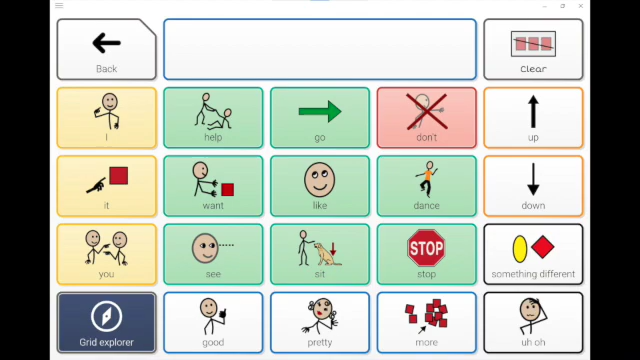 Back
Clear
I
help
go
don't
up
it
want
like
dance
down
you
see
sit
STOP
stop
something different
Grid explorer
good
pretty
more
uh oh